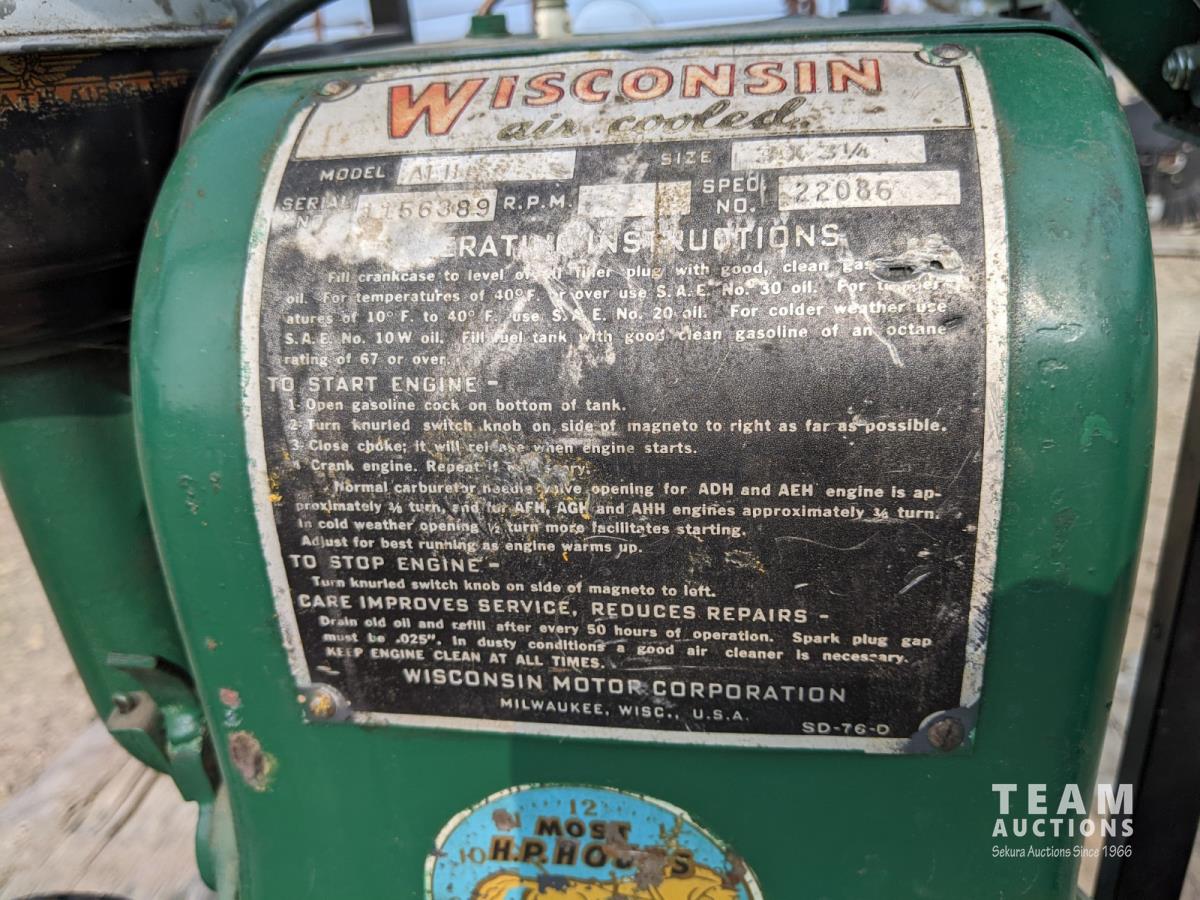 WISCONSIN
air cooled
MODEL SIZE 3 X 3¼
SERIAL 1156389 R.P.M. SPEC. NO. 22086
OPERATING INSTRUCTIONS
Fill crankcase to level of filler plug with good, clean
oil. For temperatures of 40° F. or over use S.A.E. No. 30 oil. For temper-
atures of 10° F. to 40° F. use S.A.E. No. 20 oil. For colder weather use
S.A.E. No. 10W oil. Fill fuel tank with good clean gasoline of an octane
rating of 67 or over.
TO START ENGINE -
1- Open gasoline cock on bottom of tank.
2- Turn knurled switch knob on side of magneto to right as far as possible.
3- Close choke; it will release when engine starts.
4- Crank engine. Repeat if necessary.
Normal carburetor needle valve opening for ADH and AEH engine is ap-
proximately turn, and for AFH, AGH and AHH engines approximately turn.
In cold weather opening turn more facilitates starting.
Adjust for best running as engine warms up.
TO STOP ENGINE -
Turn knurled switch knob on side of magneto to left.
CARE IMPROVES SERVICE, REDUCES REPAIRS -
Drain old oil and refill after every 50 hours of operation. Spark plug gap
must be .025". In dusty conditions a good air cleaner is necessary.
KEEP ENGINE CLEAN AT ALL TIMES.
WISCONSIN MOTOR CORPORATION
MILWAUKEE, WISC., U.S.A.
SD-76-D
12
MOST
10
H.P. HOURS
TEAM
AUCTIONS
Sekura Auctions Since 1966